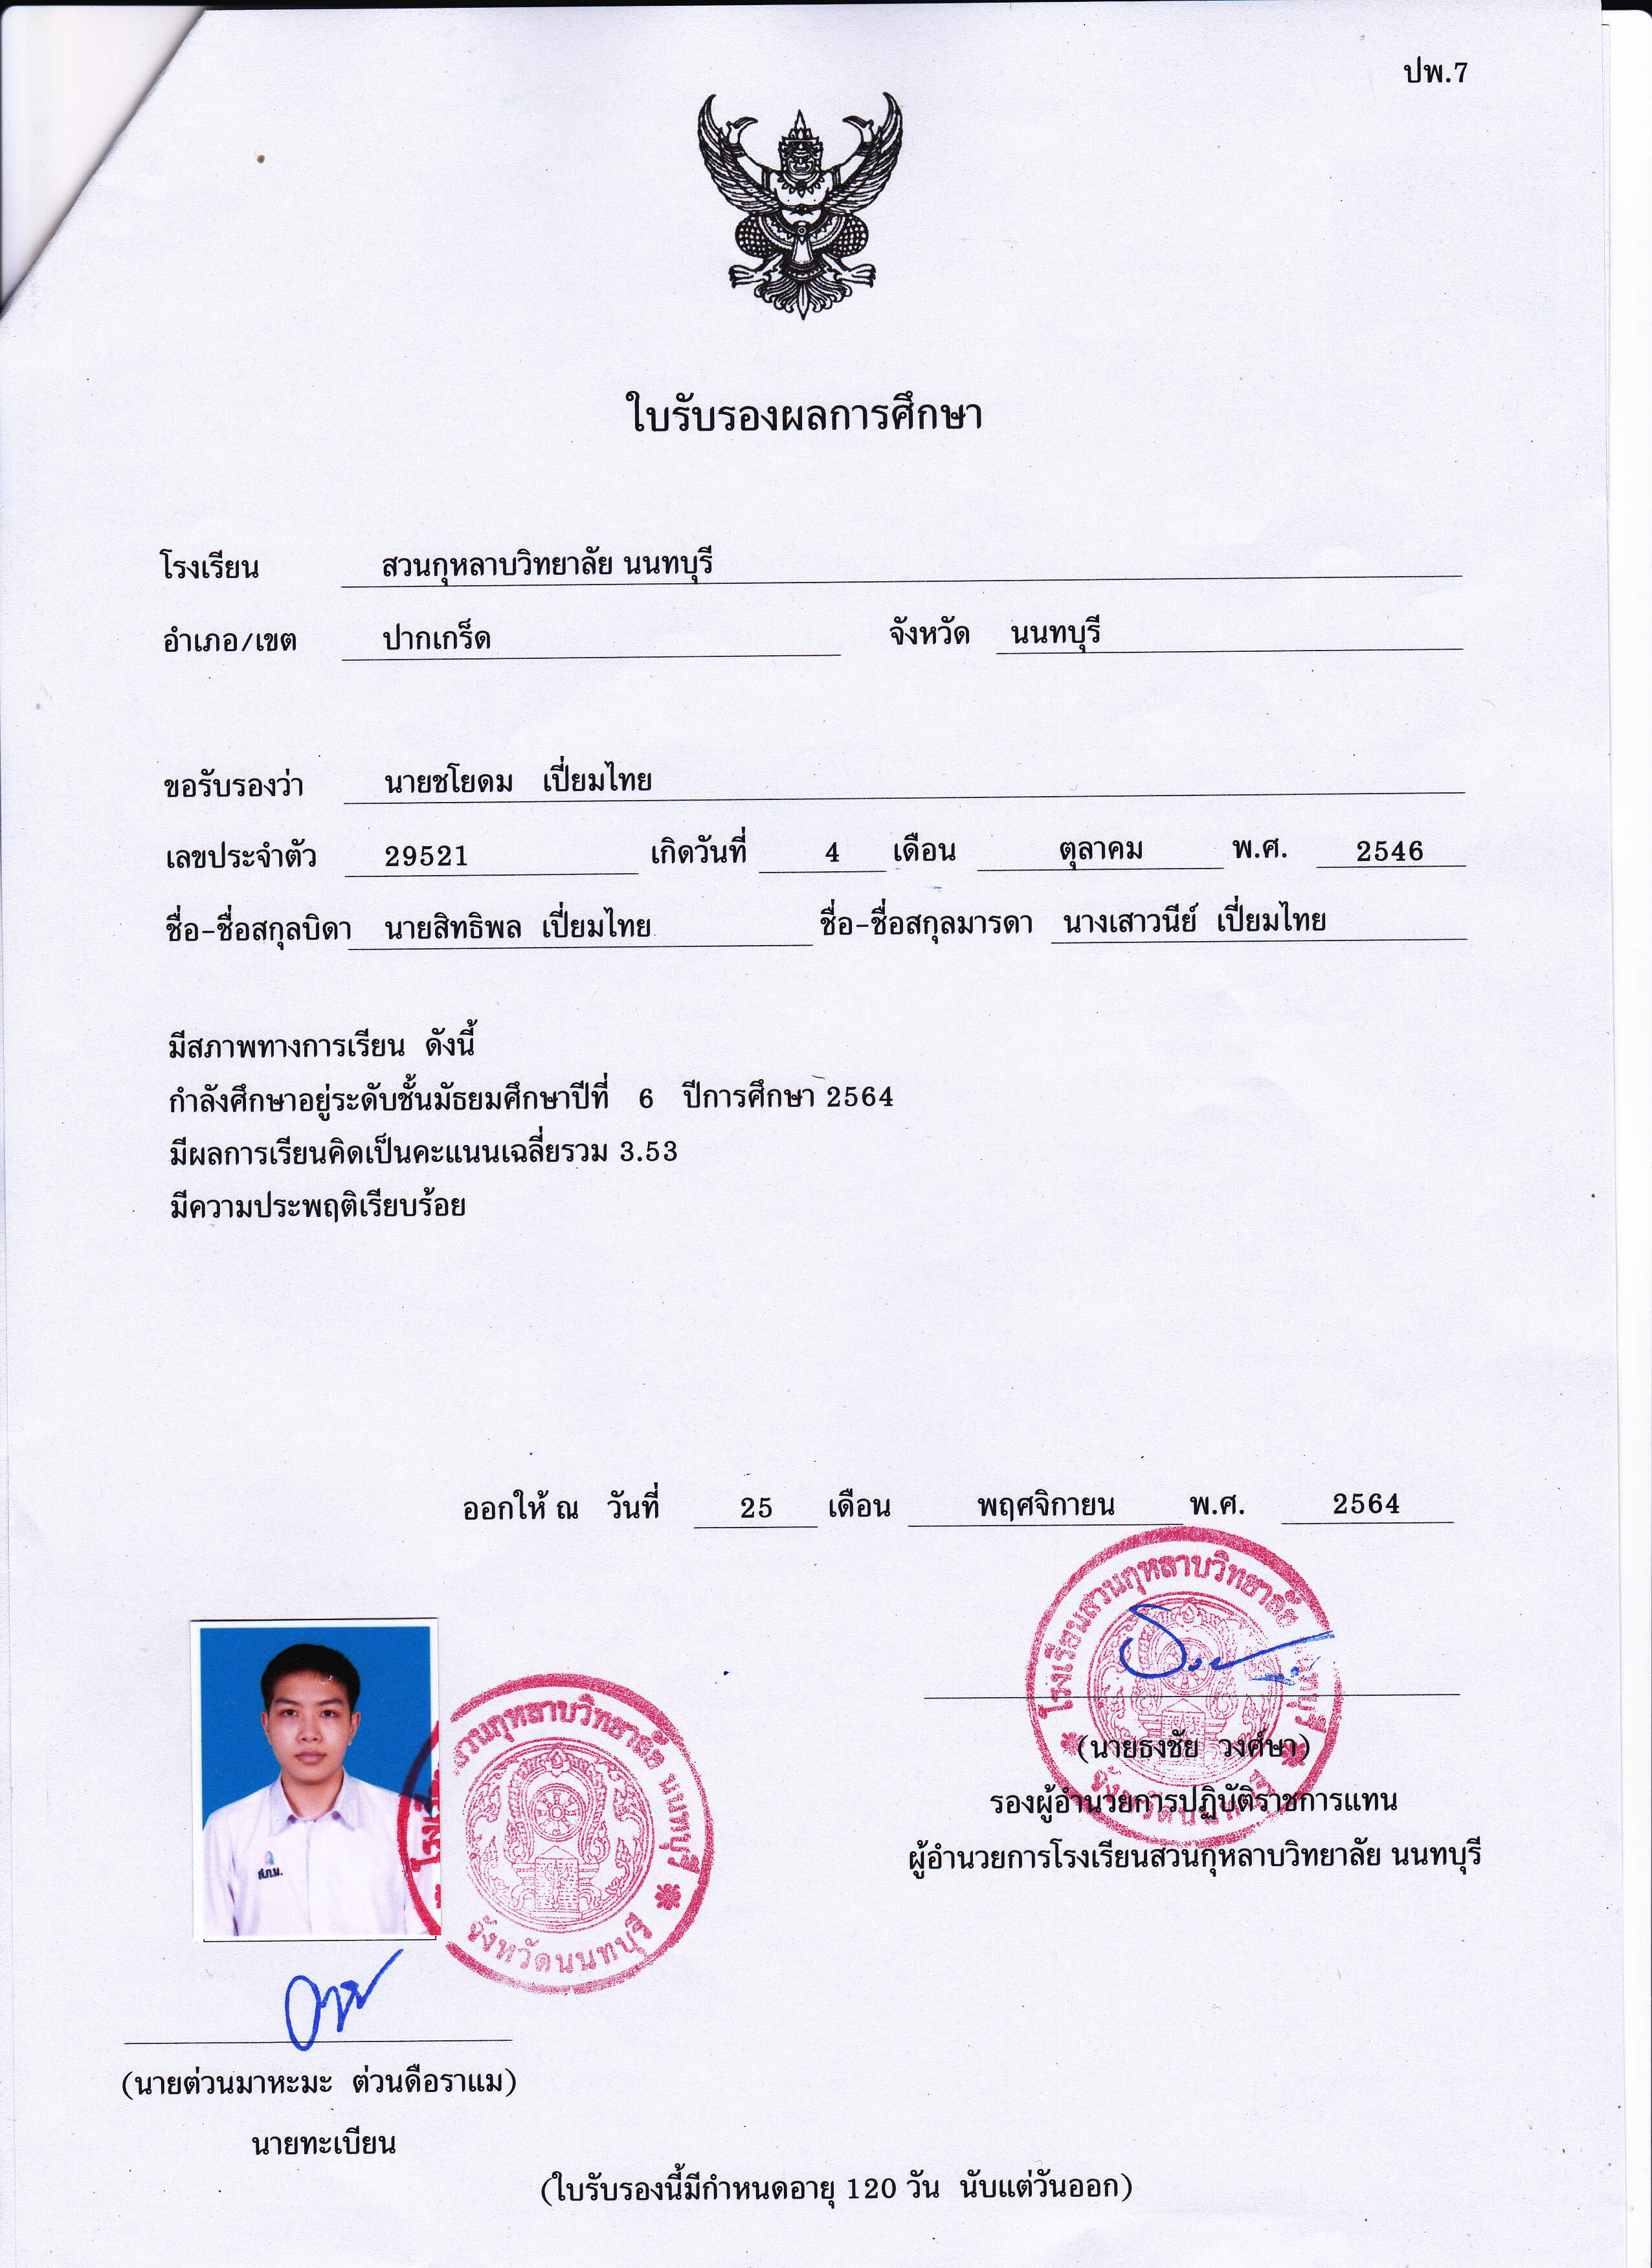 ปพ.7
ใบรับรองผลการศึกษา
โรงเรียน สวนกุหลาบวิทยาลัย นนทบุรี
อำเภอ/เขต ปากเกร็ด จังหวัด นนทบุรี
ขอรับรองว่า นายชโยดม เปี่ยมไทย
เลขประจำตัว 29521 เกิดวันที่ 4 เดือน ตุลาคม พ.ศ. 2546
ชื่อ-ชื่อสกุลบิดา นายสิทธิพล เปี่ยมไทย ชื่อ-ชื่อสกุลมารดา นางเสาวนีย์ เปี่ยมไทย
มีสภาพทางการเรียน ดังนี้
กำลังศึกษาอยู่ระดับชั้นมัธยมศึกษาปีที่ 6 ปีการศึกษา 2564
มีผลการเรียนคิดเป็นคะแนนเฉลี่ยรวม 3.53
มีความประพฤติเรียบร้อย
ออกให้ ณ วันที่ 25 เดือน พฤศจิกายน พ.ศ. 2564
โรงเรียนสวนกุหลาบวิทยาลัย นนทบุรี
จังหวัดนนทบุรี
(นายธงชัย วงศ์ษา)
รองผู้อำนวยการปฏิบัติราชการแทน
ผู้อำนวยการโรงเรียนสวนกุหลาบวิทยาลัย นนทบุรี
ส.ก.น.
โรงเรียนสวนกุหลาบวิทยาลัย นนทบุรี
จังหวัดนนทบุรี
(นายต่วนมาหะมะ ต่วนดือราแม)
นายทะเบียน
(ใบรับรองนี้มีกำหนดอายุ 120 วัน นับแต่วันออก)